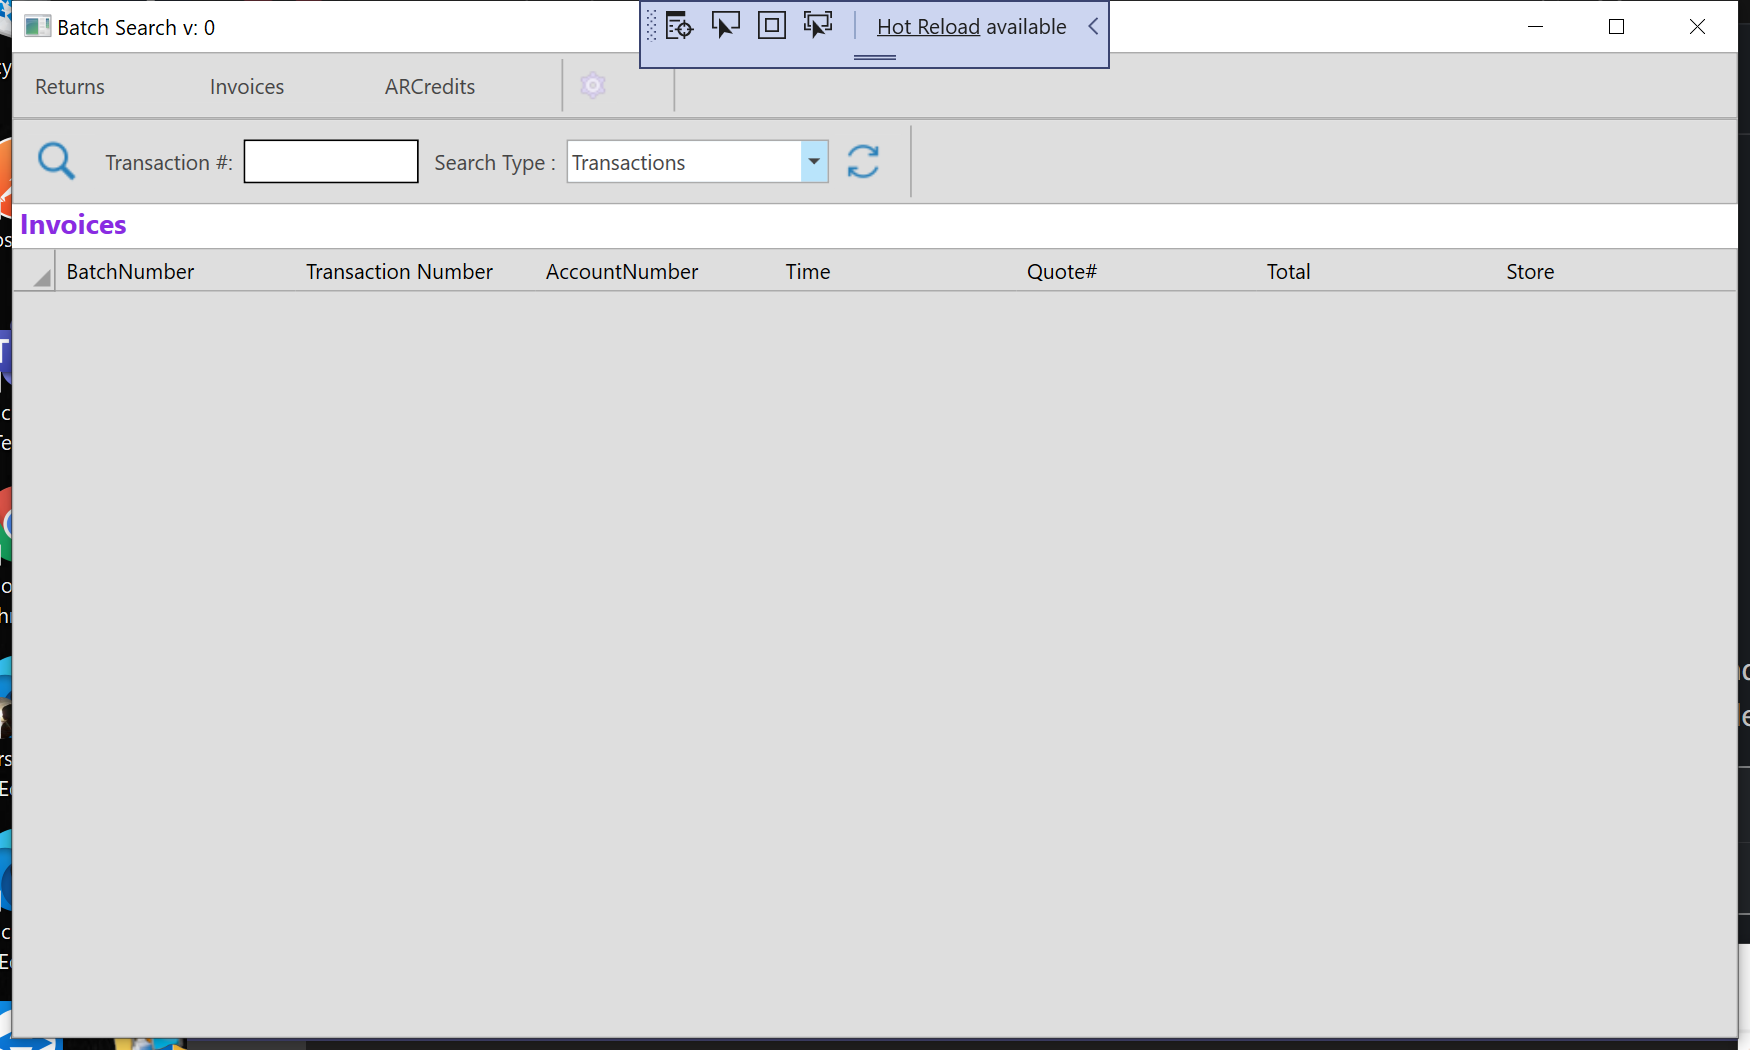 Batch Search v: 0
Hot Reload available
Returns Invoices ARCredits
Transaction #: Search Type : Transactions
Invoices
BatchNumber Transaction Number AccountNumber Time Quote# Total Store